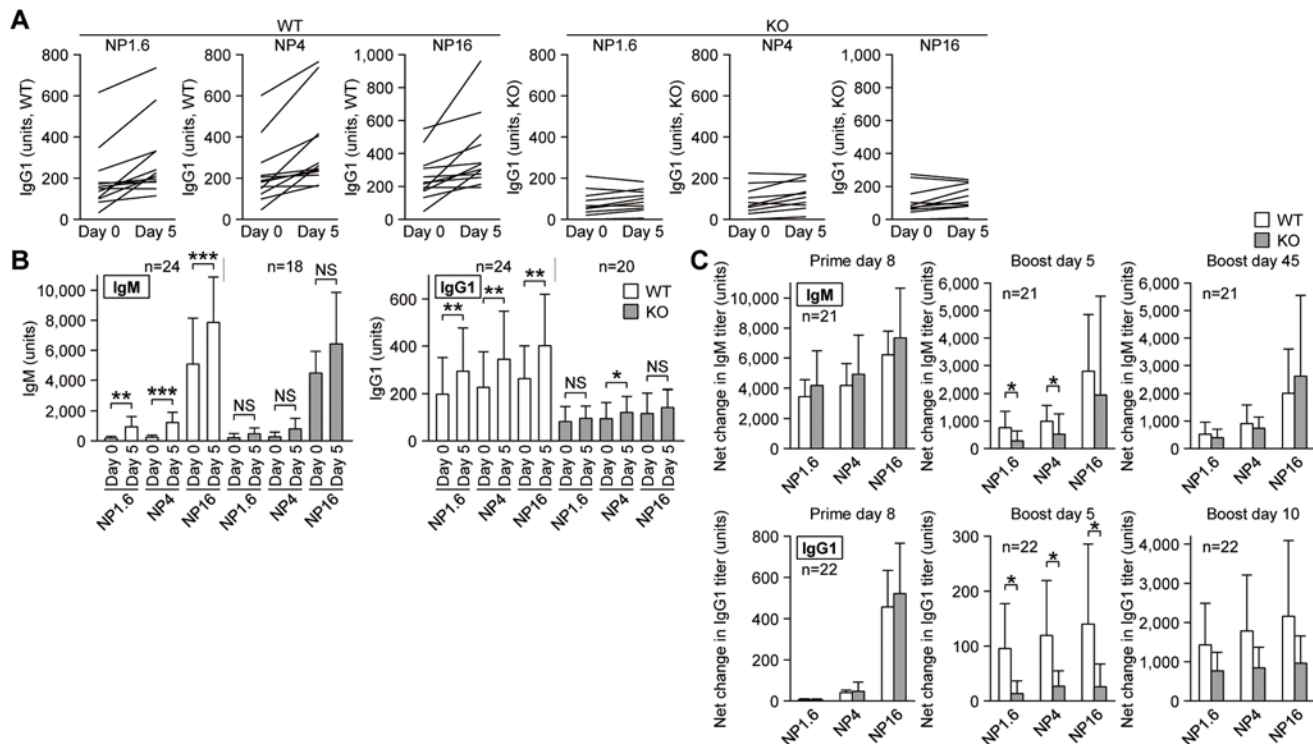 A
WT
KO
NP1.6
NP4
NP16
NP1.6
NP4
NP16
IgG1 (units, WT)
800
600
400
200
0
Day 0 Day 5
IgG1 (units, WT)
800
600
400
200
0
Day 0 Day 5
IgG1 (units, WT)
1,000
800
600
400
200
0
Day 0 Day 5
IgG1 (units, KO)
800
600
400
200
0
Day 0 Day 5
IgG1 (units, KO)
800
600
400
200
0
Day 0 Day 5
IgG1 (units, KO)
1,000
800
600
400
200
0
Day 0 Day 5
B
IgM
n=24
n=18
IgM (units)
10,000
8,000
6,000
4,000
2,000
0
**
***
***
NS
NS
NS
Day 0
Day 5
Day 0
Day 5
Day 0
Day 5
Day 0
Day 5
Day 0
Day 5
Day 0
Day 5
NP1.6
NP4
NP16
NP1.6
NP4
NP16
IgG1
n=24
n=20
WT
KO
IgG1 (units)
600
400
200
0
**
**
**
NS
*
NS
Day 0
Day 5
Day 0
Day 5
Day 0
Day 5
Day 0
Day 5
Day 0
Day 5
Day 0
Day 5
NP1.6
NP4
NP16
NP1.6
NP4
NP16
C
WT
KO
Prime day 8
IgM
n=21
Net change in IgM titer (units)
10,000
8,000
6,000
4,000
2,000
0
NP1.6
NP4
NP16
Boost day 5
n=21
Net change in IgM titer (units)
6,000
5,000
4,000
3,000
2,000
1,000
0
*
*
NP1.6
NP4
NP16
Boost day 45
n=21
Net change in IgM titer (units)
6,000
5,000
4,000
3,000
2,000
1,000
0
NP1.6
NP4
NP16
Prime day 8
IgG1
n=22
Net change in IgG1 titer (units)
800
600
400
200
0
NP1.6
NP4
NP16
Boost day 5
n=22
Net change in IgG1 titer (units)
300
200
100
0
*
*
*
NP1.6
NP4
NP16
Boost day 10
n=22
Net change in IgG1 titer (units)
4,000
3,000
2,000
1,000
0
NP1.6
NP4
NP16